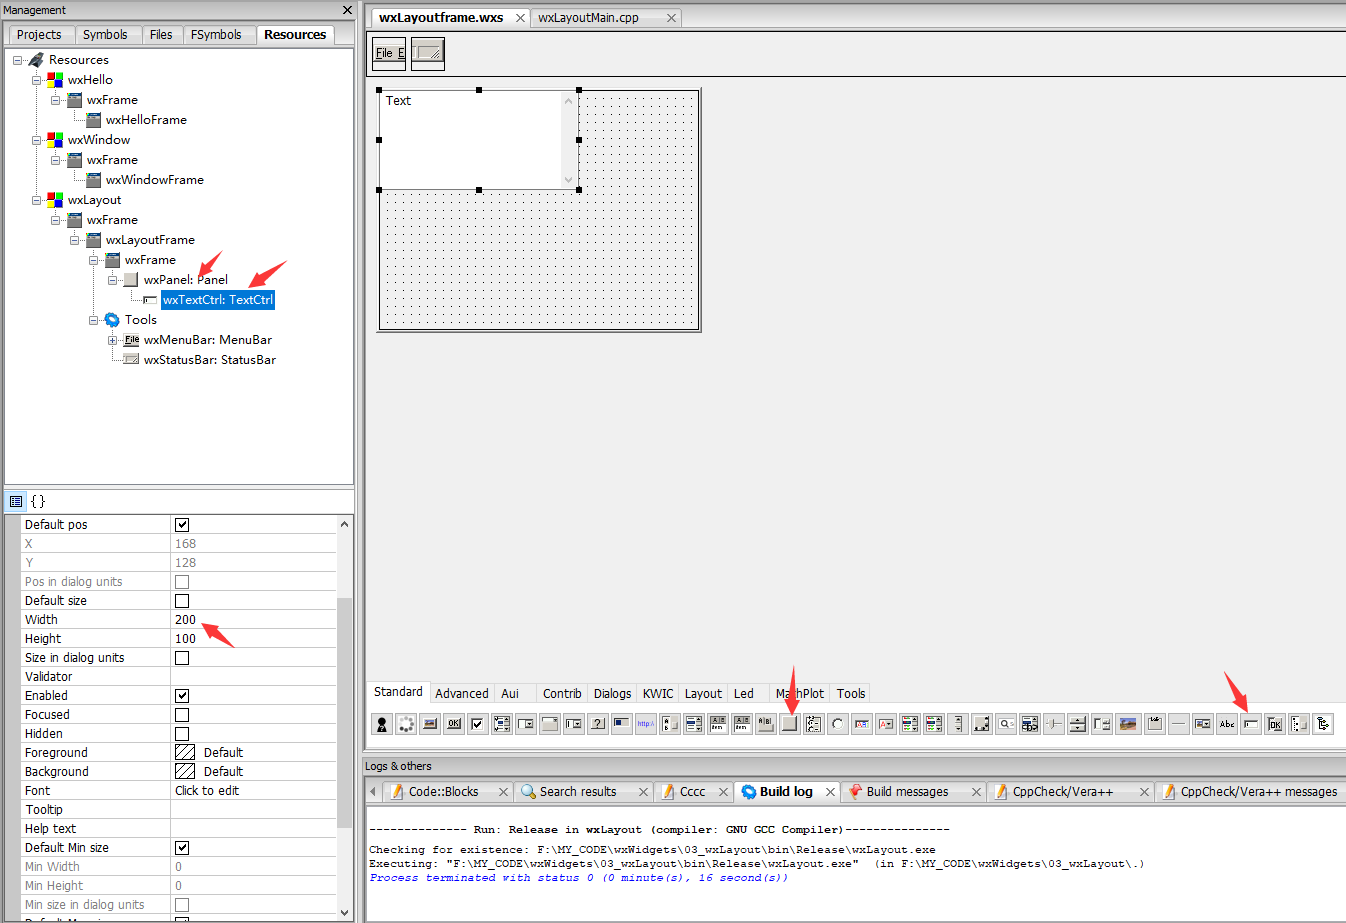 Management
Projects Symbols Files FSymbols Resources
Resources
wxHello
wxFrame
wxHelloFrame
wxWindow
wxFrame
wxWindowFrame
wxLayout
wxFrame
wxLayoutFrame
wxFrame
wxPanel: Panel
wxTextCtrl: TextCtrl
Tools
File wxMenuBar: MenuBar
wxStatusBar: StatusBar
{}
Default pos
X 168
Y 128
Pos in dialog units
Default size
Width 200
Height 100
Size in dialog units
Validator
Enabled
Focused
Hidden
Foreground Default
Background Default
Font Click to edit
Tooltip
Help text
Default Min size
Min Width 0
Min Height 0
Min size in dialog units
wxLayoutframe.wxs wxLayoutMain.cpp
File E
Text
Standard Advanced Aui Contrib Dialogs KWIC Layout Led MathPlot Tools
OK ? http:// Abc OK
Logs & others
Code::Blocks Search results Cccc Build log Build messages CppCheck/Vera++ CppCheck/Vera++ messages
-------------- Run: Release in wxLayout (compiler: GNU GCC Compiler)---------------
Checking for existence: F:\MY_CODE\wxWidgets\03_wxLayout\bin\Release\wxLayout.exe
Executing: "F:\MY_CODE\wxWidgets\03_wxLayout\bin\Release\wxLayout.exe" (in F:\MY_CODE\wxWidgets\03_wxLayout\.)
Process terminated with status 0 (0 minute(s), 16 second(s))